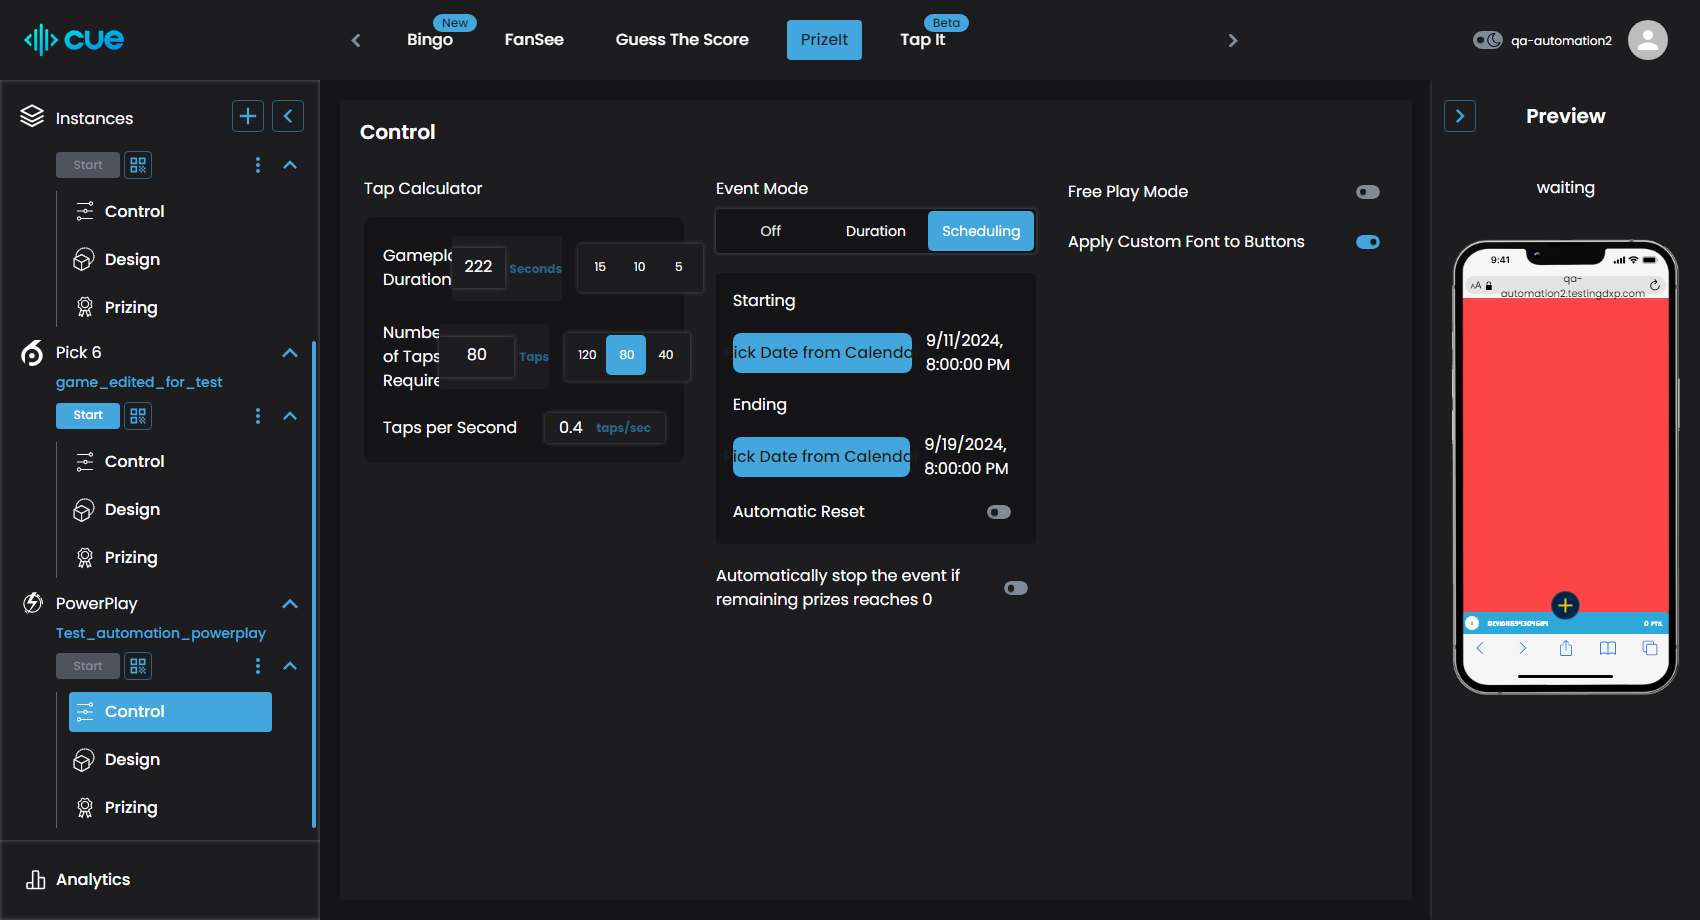 cue
Bingo
New
FanSee
Guess The Score
PrizeIt
Tap It
Beta
qa-automation2
Instances
Start
Control
Design
Prizing
Pick 6
game_edited_for_test
Start
Control
Design
Prizing
PowerPlay
Test_automation_powerplay
Start
Control
Design
Prizing
Analytics
Control
Tap Calculator
Gamepla
Duration
222 Seconds
15 10 5
Numbe
of Taps
Require
80 Taps
120 80 40
Taps per Second
0.4 taps/sec
Event Mode
Off Duration Scheduling
Starting
ick Date from Calenda
9/11/2024,
8:00:00 PM
Ending
ick Date from Calenda
9/19/2024,
8:00:00 PM
Automatic Reset
Automatically stop the event if
remaining prizes reaches 0
Free Play Mode
Apply Custom Font to Buttons
Preview
waiting
9:41
AA
qa-
automation2.testingdxp.com
0 PTS.